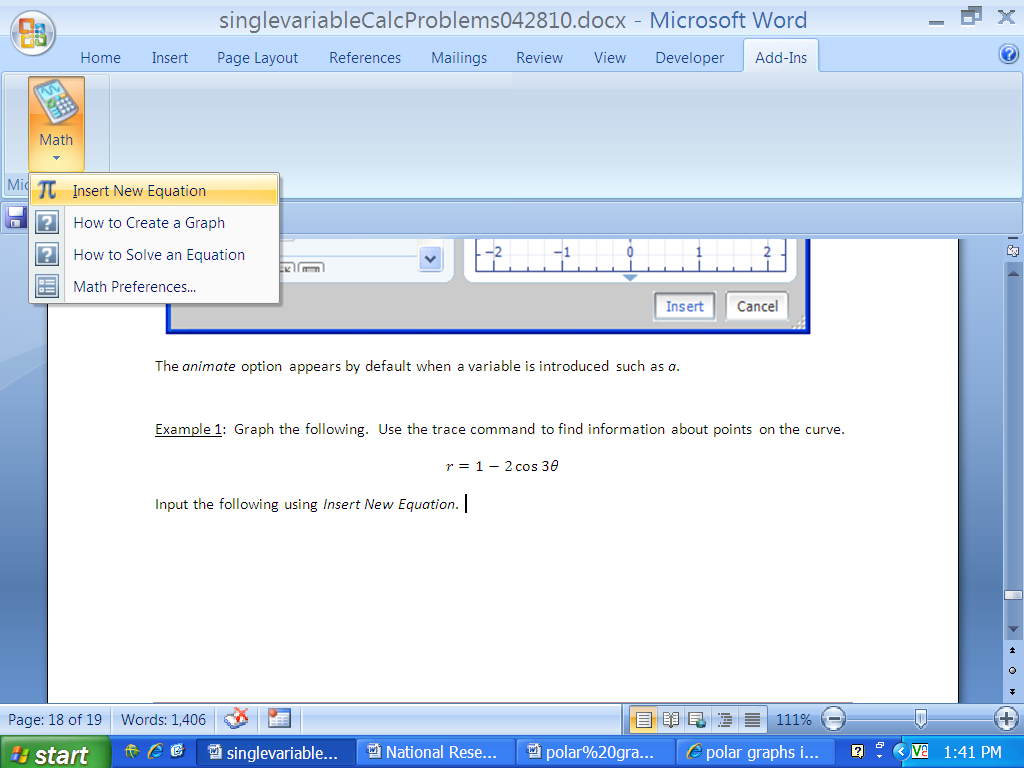 singlevariableCalcProblems042810.docx - Microsoft Word
Home Insert Page Layout References Mailings Review View Developer Add-Ins
Math
Insert New Equation
How to Create a Graph
How to Solve an Equation
Math Preferences...
−2 −1 0 1 2
Insert Cancel
The animate option appears by default when a variable is introduced such as a.
Example 1: Graph the following. Use the trace command to find information about points on the curve.
r = 1 − 2 cos 3θ
Input the following using Insert New Equation.
Page: 18 of 19 Words: 1,406 111%
start singlevariable... National Rese... polar%20gra... polar graphs i... 1:41 PM